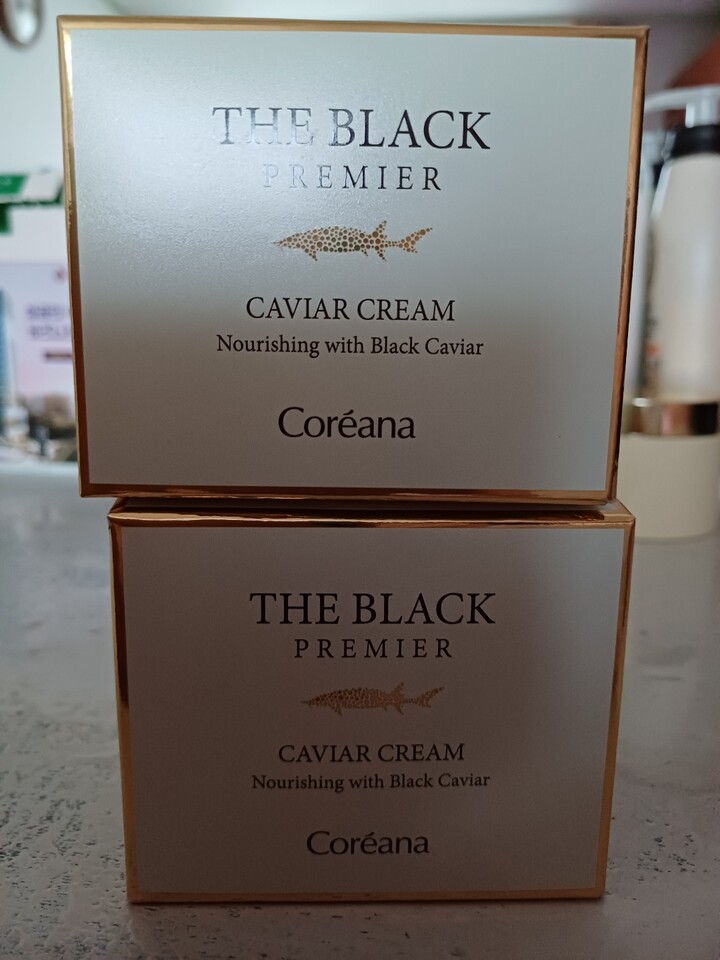 THE BLACK
PREMIER
CAVIAR CREAM
Nourishing with Black Caviar
Coréana
THE BLACK
PREMIER
CAVIAR CREAM
Nourishing with Black Caviar
Coréana